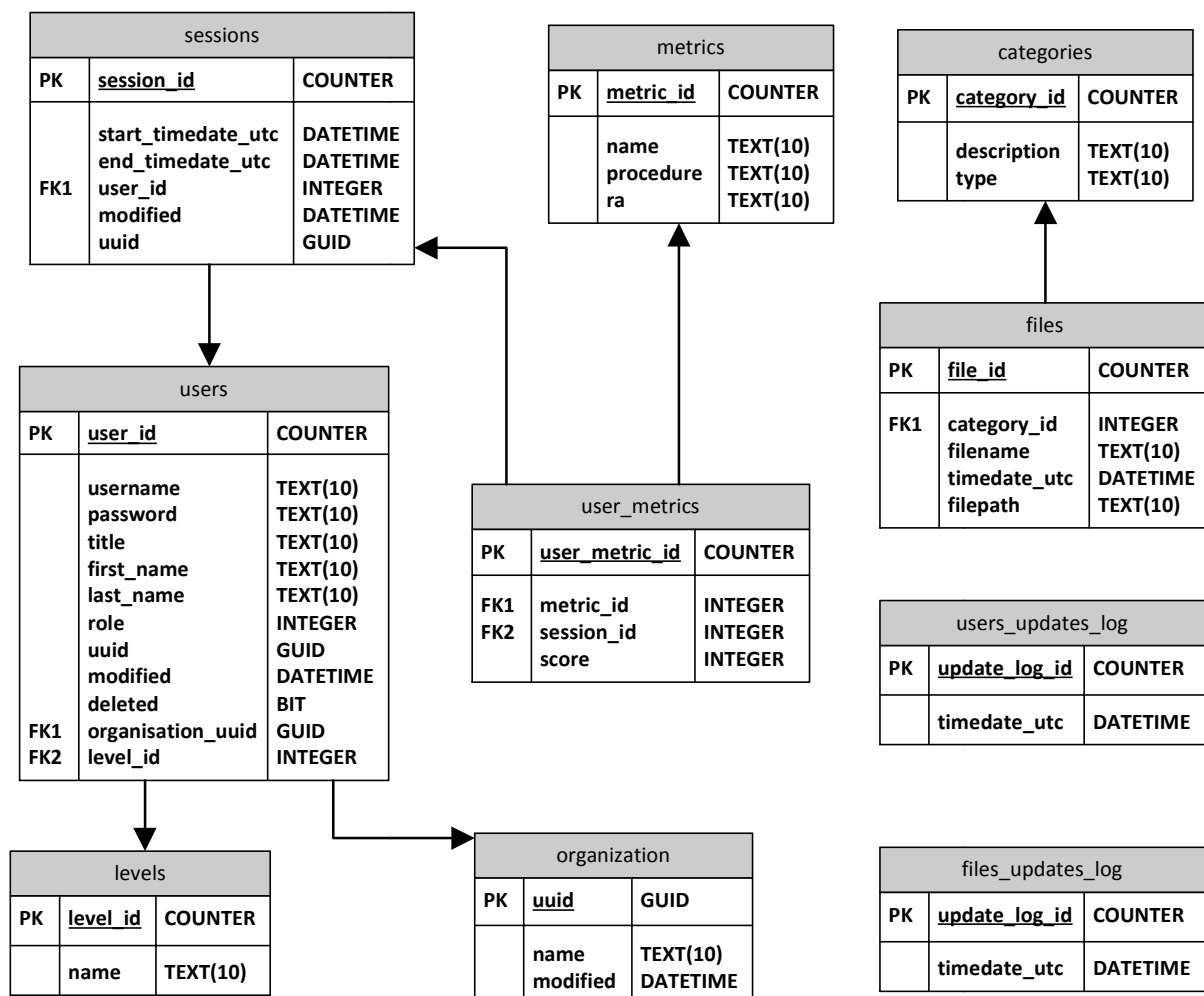 sessions
PK session_id COUNTER
start_timedate_utc DATETIME
end_timedate_utc DATETIME
FK1 user_id INTEGER
modified DATETIME
uuid GUID
metrics
PK metric_id COUNTER
name TEXT(10)
procedure TEXT(10)
ra TEXT(10)
categories
PK category_id COUNTER
description TEXT(10)
type TEXT(10)
files
PK file_id COUNTER
FK1 category_id INTEGER
filename TEXT(10)
timedate_utc DATETIME
filepath TEXT(10)
users
PK user_id COUNTER
username TEXT(10)
password TEXT(10)
title TEXT(10)
first_name TEXT(10)
last_name TEXT(10)
role INTEGER
uuid GUID
modified DATETIME
deleted BIT
FK1 organisation_uuid GUID
FK2 level_id INTEGER
user_metrics
PK user_metric_id COUNTER
FK1 metric_id INTEGER
FK2 session_id INTEGER
score INTEGER
users_updates_log
PK update_log_id COUNTER
timedate_utc DATETIME
levels
PK level_id COUNTER
name TEXT(10)
organization
PK uuid GUID
name TEXT(10)
modified DATETIME
files_updates_log
PK update_log_id COUNTER
timedate_utc DATETIME